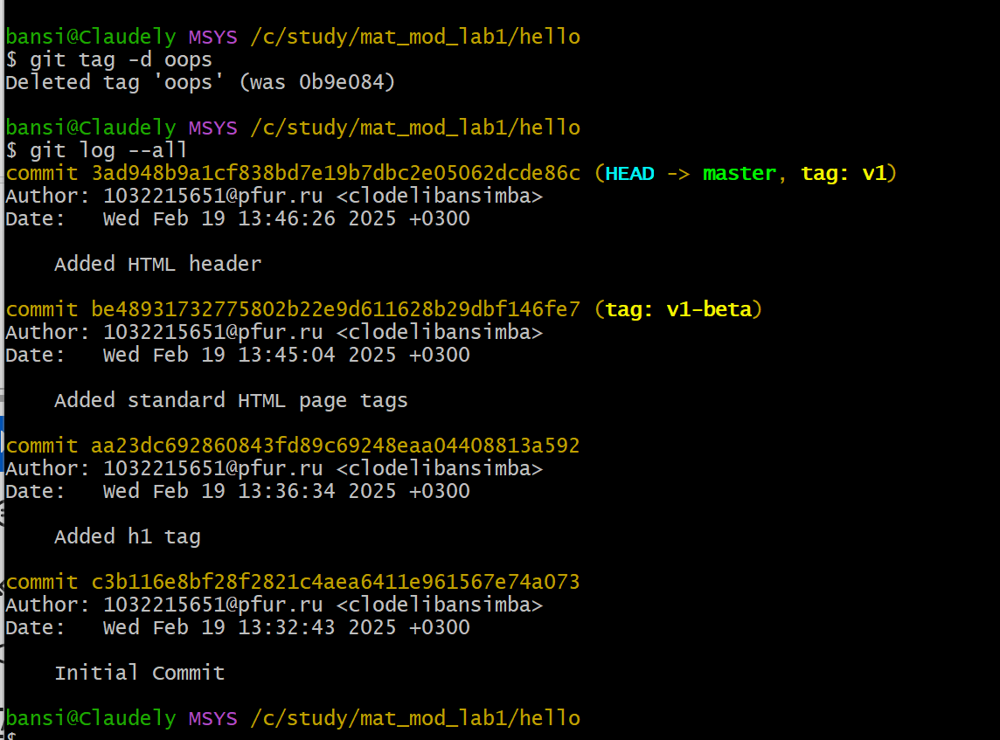 bansi@Claudely MSYS /c/study/mat_mod_lab1/hello
$ git tag -d oops
Deleted tag 'oops' (was 0b9e084)
bansi@Claudely MSYS /c/study/mat_mod_lab1/hello
$ git log --all
commit 3ad948b9a1cf838bd7e19b7dbc2e05062dcde86c (HEAD -> master, tag: v1)
Author: 1032215651@pfur.ru <clodelibansimba>
Date:   Wed Feb 19 13:46:26 2025 +0300
    Added HTML header
commit be48931732775802b22e9d611628b29dbf146fe7 (tag: v1-beta)
Author: 1032215651@pfur.ru <clodelibansimba>
Date:   Wed Feb 19 13:45:04 2025 +0300
    Added standard HTML page tags
commit aa23dc692860843fd89c69248eaa04408813a592
Author: 1032215651@pfur.ru <clodelibansimba>
Date:   Wed Feb 19 13:36:34 2025 +0300
    Added h1 tag
commit c3b116e8bf28f2821c4aea6411e961567e74a073
Author: 1032215651@pfur.ru <clodelibansimba>
Date:   Wed Feb 19 13:32:43 2025 +0300
    Initial Commit
bansi@Claudely MSYS /c/study/mat_mod_lab1/hello
$